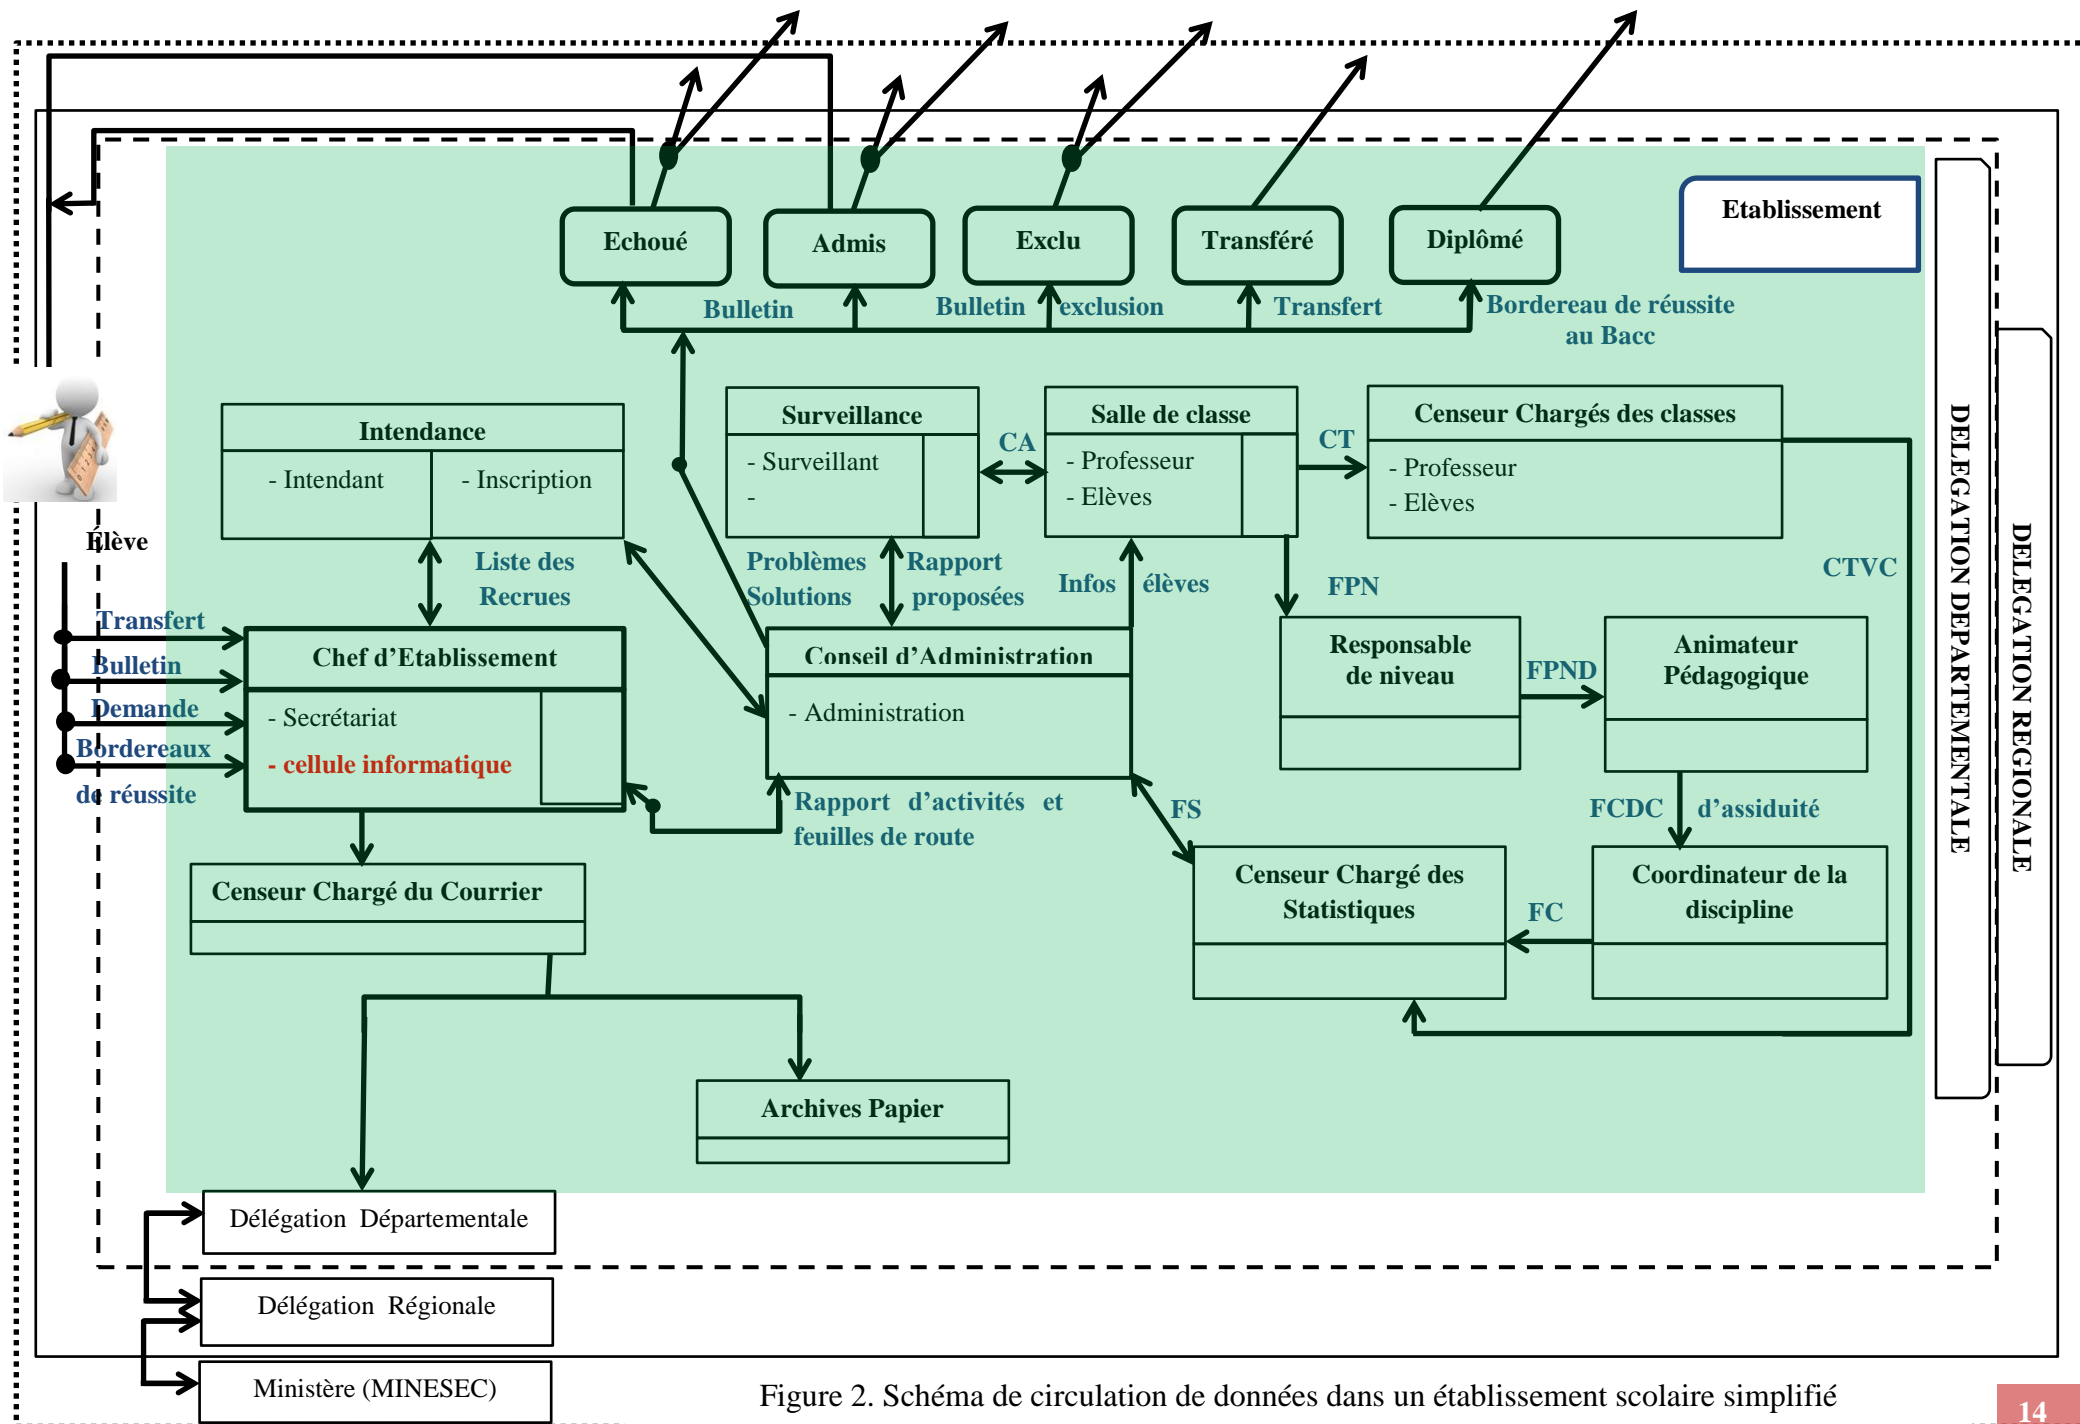 Etablissement
Echoué
Admis
Exclu
Transféré
Diplômé
Bulletin
Bulletin exclusion
Transfert
Bordereau de réussite
au Bacc
Intendance
- Intendant
- Inscription
Surveillance
- Surveillant
-
CA
Salle de classe
- Professeur
- Elèves
CT
Censeur Chargés des classes
- Professeur
- Elèves
DELEGATION DEPARTEMENTALE
DELEGATION REGIONALE
Élève
Liste des
Recrues
Problèmes Rapport
Solutions proposées
Infos élèves
FPN
CTVC
Transfert
Bulletin
Demande
Bordereaux
de réussite
Chef d’Etablissement
- Secrétariat
- cellule informatique
Conseil d’Administration
- Administration
Responsable
de niveau
FPND
Animateur
Pédagogique
Rapport d’activités et
feuilles de route
FS
FCDC d’assiduité
Censeur Chargé du Courrier
Censeur Chargé des
Statistiques
FC
Coordinateur de la
discipline
Archives Papier
Délégation Départementale
Délégation Régionale
Ministère (MINESEC)
Figure 2. Schéma de circulation de données dans un établissement scolaire simplifié
14